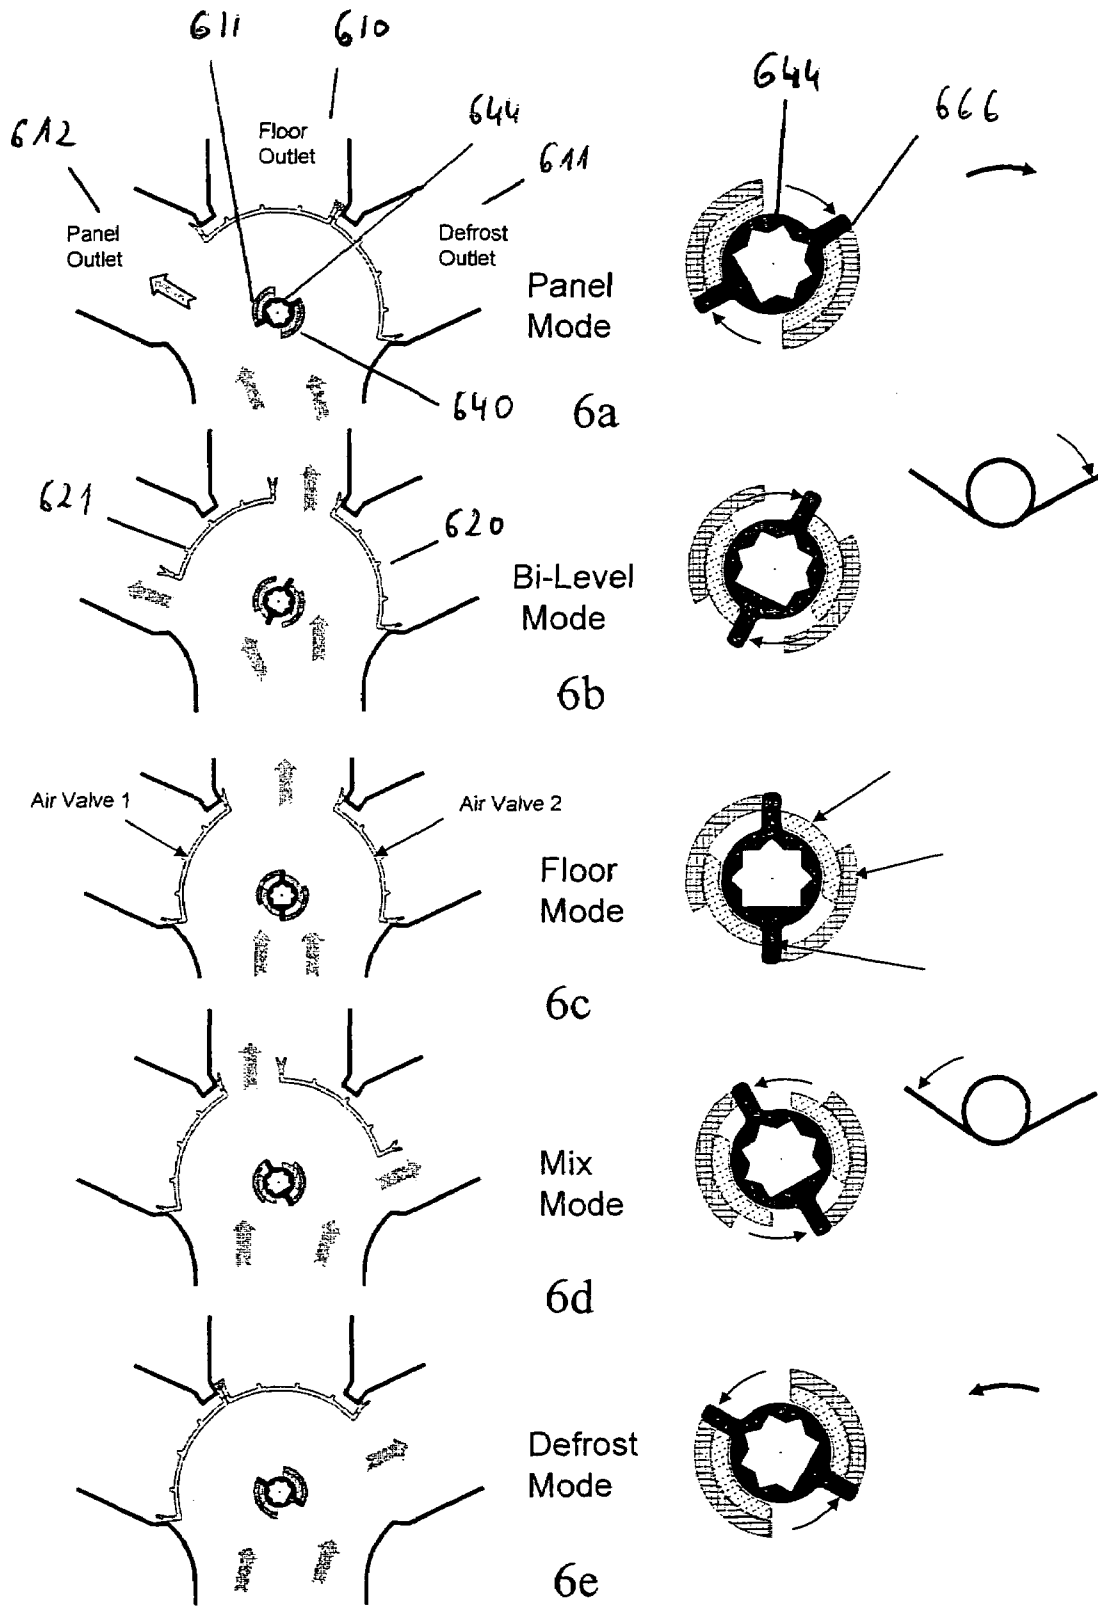 611
610
644
644
666
612
611
Floor
Outlet
Panel
Outlet
Defrost
Outlet
Panel
Mode
640
6a
621
620
Bi-Level
Mode
6b
Air Valve 1
Air Valve 2
Floor
Mode
6c
Mix
Mode
6d
Defrost
Mode
6e